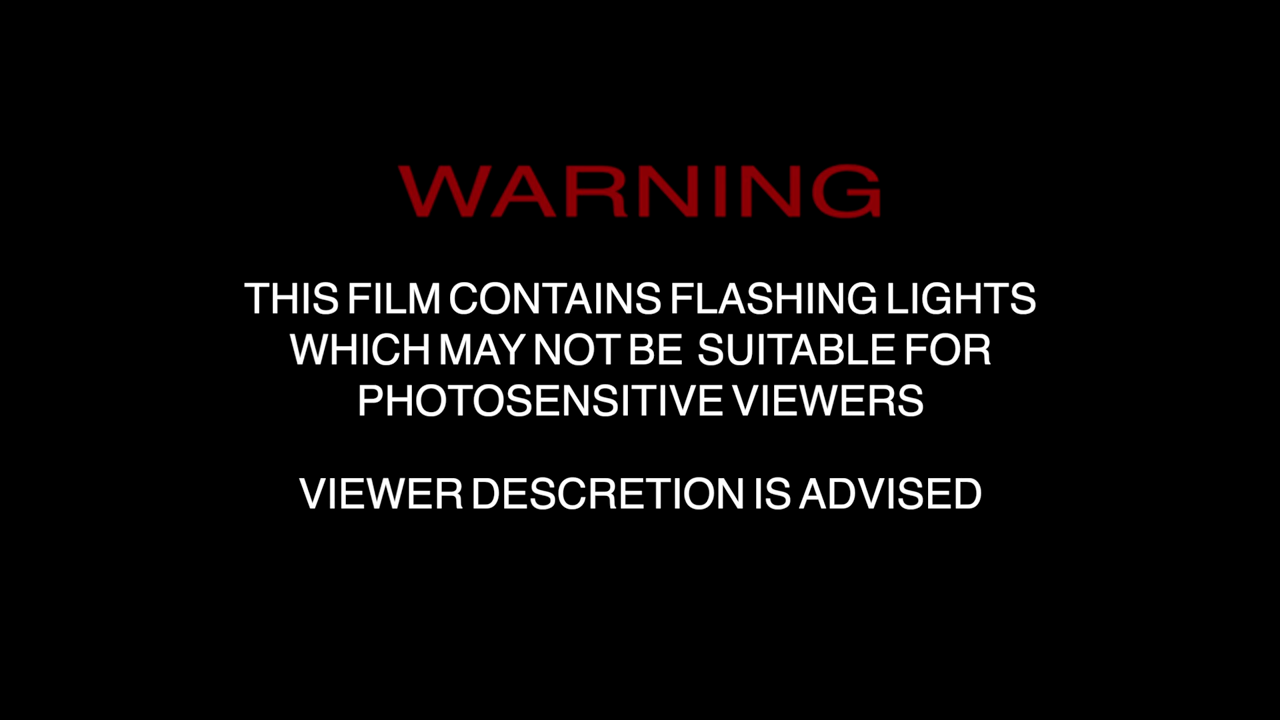 WARNING
THIS FILM CONTAINS FLASHING LIGHTS
WHICH MAY NOT BE SUITABLE FOR
PHOTOSENSITIVE VIEWERS
VIEWER DESCRETION IS ADVISED